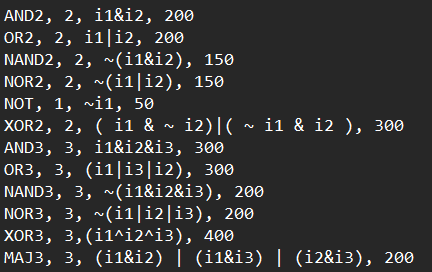 AND2, 2, i1&i2, 200
OR2, 2, i1|i2, 200
NAND2, 2, ~(i1&i2), 150
NOR2, 2, ~(i1|i2), 150
NOT, 1, ~i1, 50
XOR2, 2, ( i1 & ~ i2)|( ~ i1 & i2 ), 300
AND3, 3, i1&i2&i3, 300
OR3, 3, (i1|i3|i2), 300
NAND3, 3, ~(i1&i2&i3), 200
NOR3, 3, ~(i1|i2|i3), 200
XOR3, 3,(i1^i2^i3), 400
MAJ3, 3, (i1&i2) | (i1&i3) | (i2&i3), 200